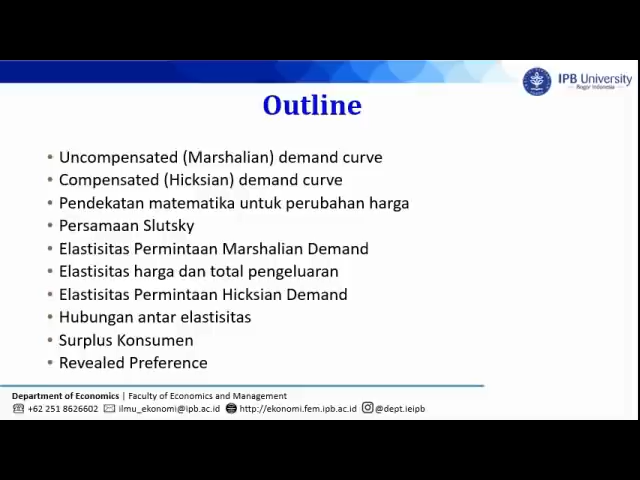 IPB University
Bogor Indonesia
Outline
• Uncompensated (Marshalian) demand curve
• Compensated (Hicksian) demand curve
• Pendekatan matematika untuk perubahan harga
• Persamaan Slutsky
• Elastisitas Permintaan Marshalian Demand
• Elastisitas harga dan total pengeluaran
• Elastisitas Permintaan Hicksian Demand
• Hubungan antar elastisitas
• Surplus Konsumen
• Revealed Preference
Department of Economics | Faculty of Economics and Management
+62 251 8626602 ilmu_ekonomi@ipb.ac.id http://ekonomi.fem.ipb.ac.id @dept.ieipb